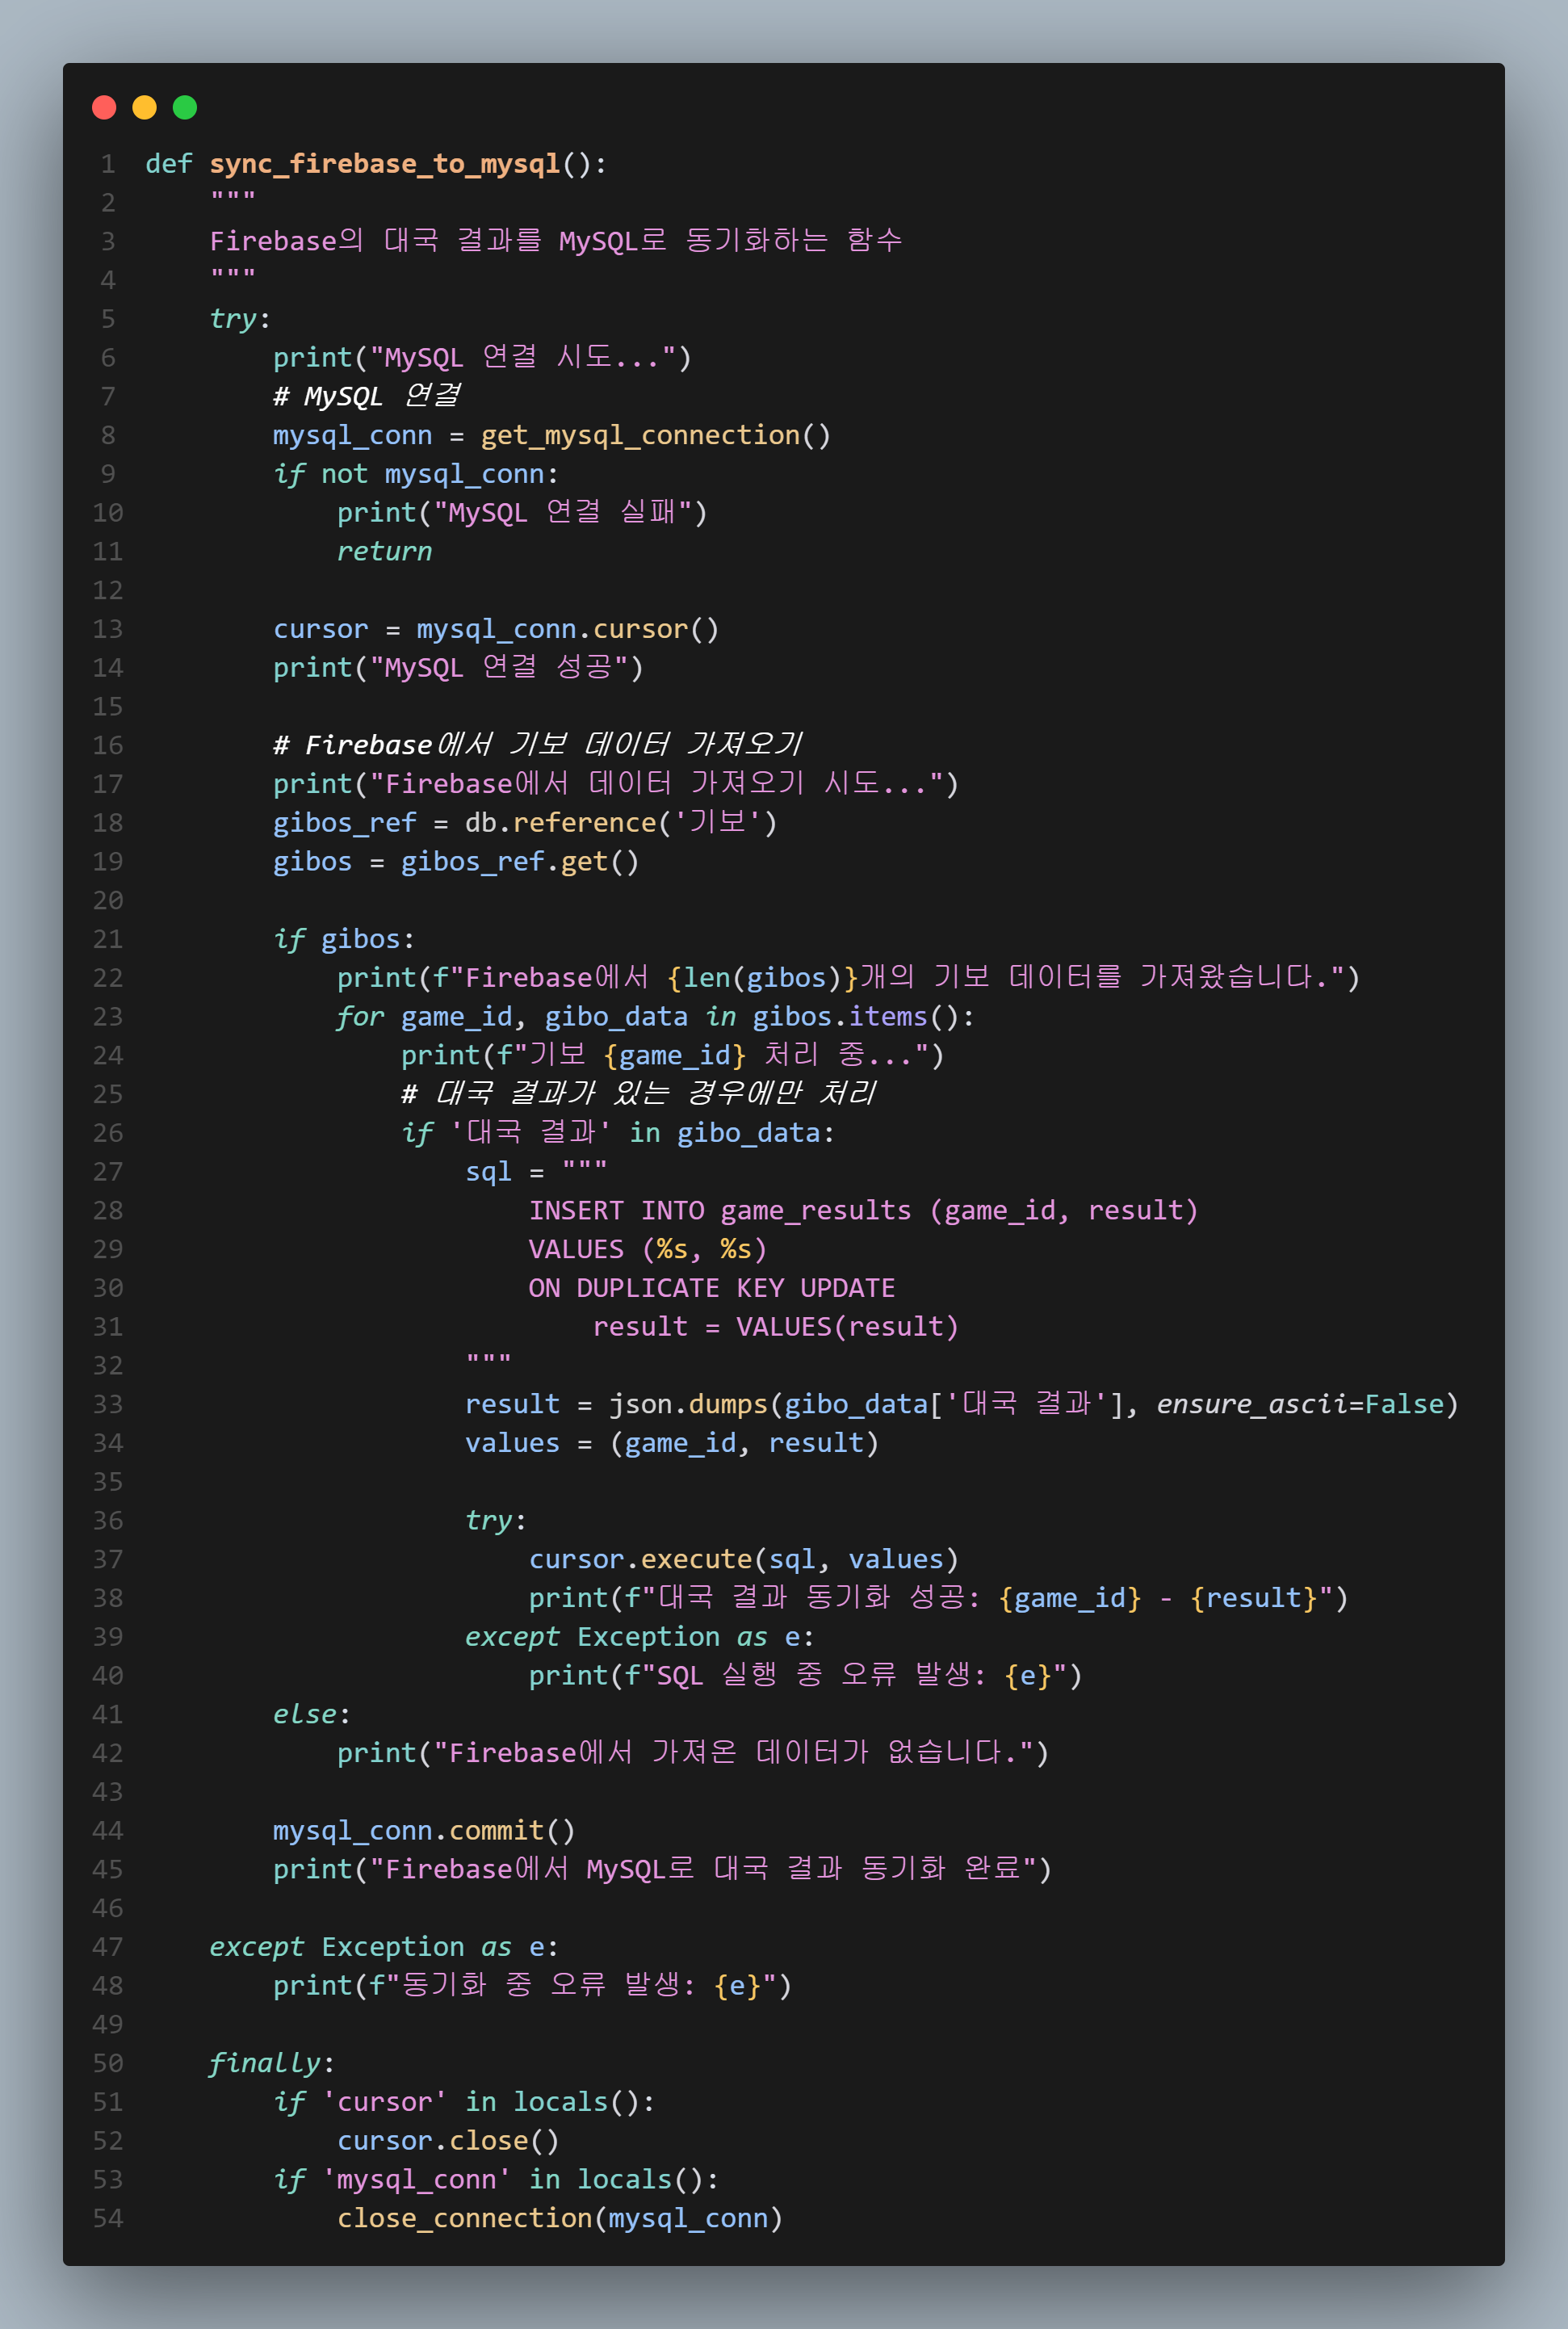 1 def sync_firebase_to_mysql():
2     """
3     Firebase의 대국 결과를 MySQL로 동기화하는 함수
4     """
5     try:
6         print("MySQL 연결 시도...")
7         # MySQL 연결
8         mysql_conn = get_mysql_connection()
9         if not mysql_conn:
10             print("MySQL 연결 실패")
11             return
12
13         cursor = mysql_conn.cursor()
14         print("MySQL 연결 성공")
15
16         # Firebase에서 기보 데이터 가져오기
17         print("Firebase에서 데이터 가져오기 시도...")
18         gibos_ref = db.reference('기보')
19         gibos = gibos_ref.get()
20
21         if gibos:
22             print(f"Firebase에서 {len(gibos)}개의 기보 데이터를 가져왔습니다.")
23             for game_id, gibo_data in gibos.items():
24                 print(f"기보 {game_id} 처리 중...")
25                 # 대국 결과가 있는 경우에만 처리
26                 if '대국 결과' in gibo_data:
27                     sql = """
28                         INSERT INTO game_results (game_id, result)
29                         VALUES (%s, %s)
30                         ON DUPLICATE KEY UPDATE
31                             result = VALUES(result)
32                     """
33                     result = json.dumps(gibo_data['대국 결과'], ensure_ascii=False)
34                     values = (game_id, result)
35
36                     try:
37                         cursor.execute(sql, values)
38                         print(f"대국 결과 동기화 성공: {game_id} - {result}")
39                     except Exception as e:
40                         print(f"SQL 실행 중 오류 발생: {e}")
41         else:
42             print("Firebase에서 가져온 데이터가 없습니다.")
43
44         mysql_conn.commit()
45         print("Firebase에서 MySQL로 대국 결과 동기화 완료")
46
47     except Exception as e:
48         print(f"동기화 중 오류 발생: {e}")
49
50     finally:
51         if 'cursor' in locals():
52             cursor.close()
53         if 'mysql_conn' in locals():
54             close_connection(mysql_conn)